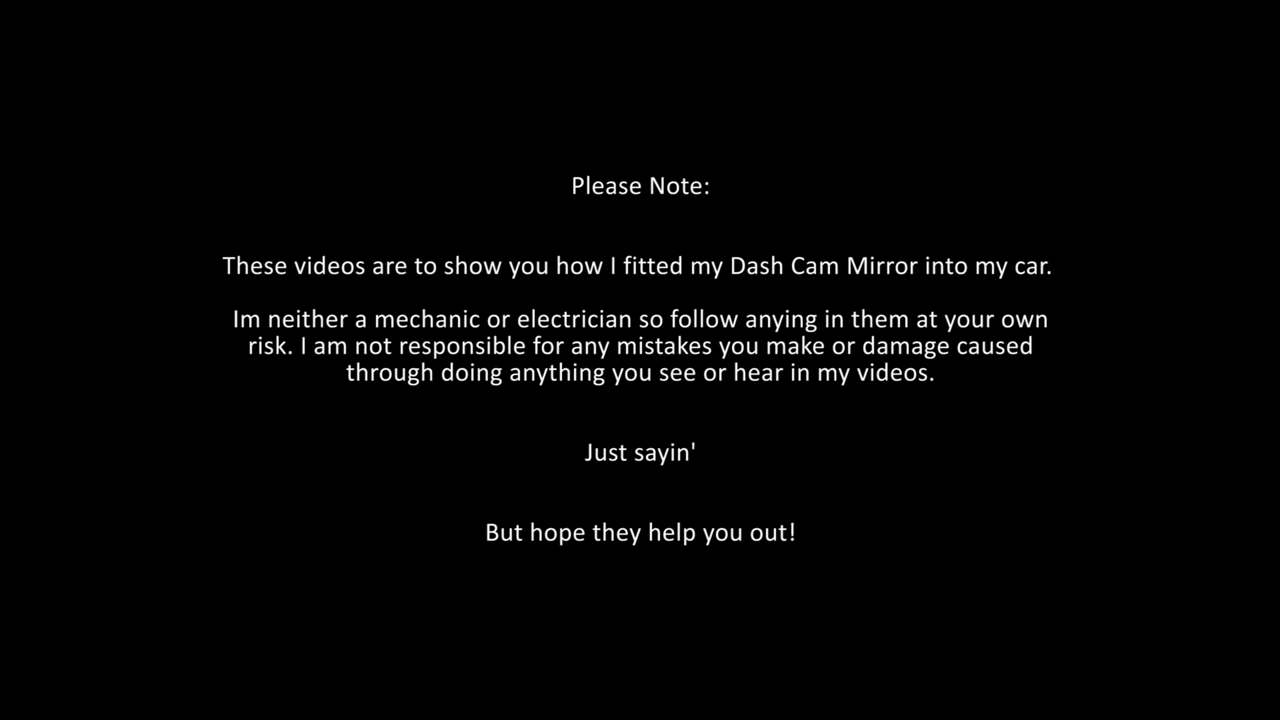 Please Note:
These videos are to show you how I fitted my Dash Cam Mirror into my car.
Im neither a mechanic or electrician so follow anying in them at your own
risk. I am not responsible for any mistakes you make or damage caused
through doing anything you see or hear in my videos.
Just sayin'
But hope they help you out!